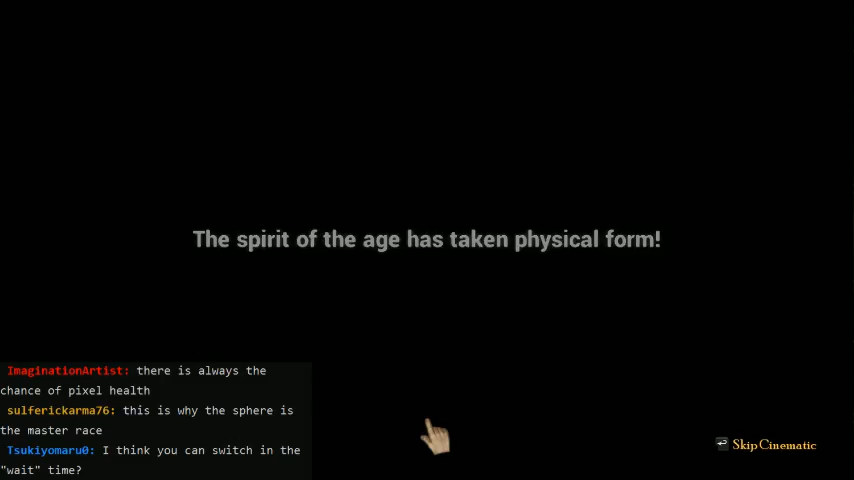 The spirit of the age has taken physical form!
ImaginationArtist: there is always the
chance of pixel health
sulferickarma76: this is why the sphere is
the master race
Tsukiyomaru0: I think you can switch in the
"wait" time?
Skip Cinematic